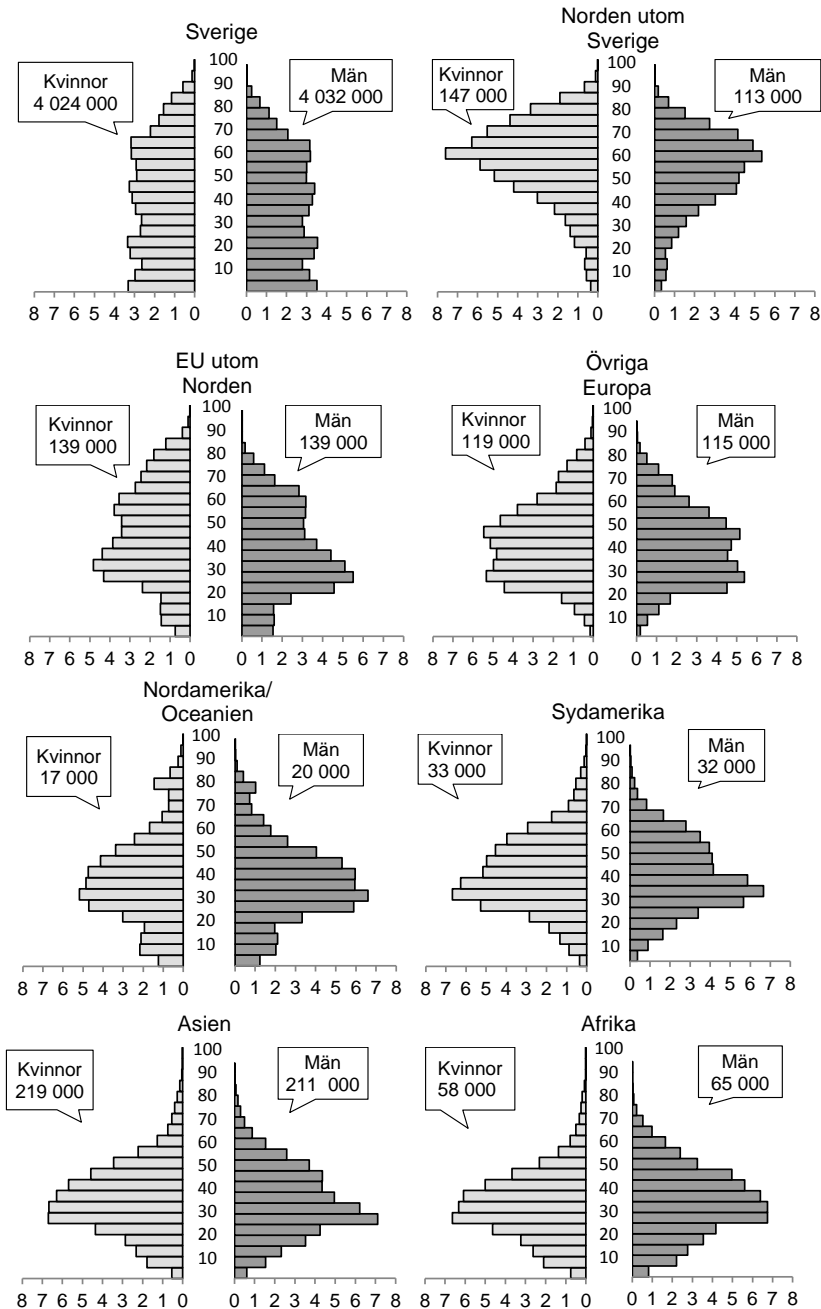 Sverige
Kvinnor
4 024 000
Män
4 032 000
100
90
80
70
60
50
40
30
20
10
8 7 6 5 4 3 2 1 0
0 1 2 3 4 5 6 7 8
Norden utom
Sverige
Kvinnor
147 000
Män
113 000
100
90
80
70
60
50
40
30
20
10
8 7 6 5 4 3 2 1 0
0 1 2 3 4 5 6 7 8
EU utom
Norden
Kvinnor
139 000
Män
139 000
100
90
80
70
60
50
40
30
20
10
8 7 6 5 4 3 2 1 0
0 1 2 3 4 5 6 7 8
Övriga
Europa
Kvinnor
119 000
Män
115 000
100
90
80
70
60
50
40
30
20
10
8 7 6 5 4 3 2 1 0
0 1 2 3 4 5 6 7 8
Nordamerika/
Oceanien
Kvinnor
17 000
Män
20 000
100
90
80
70
60
50
40
30
20
10
8 7 6 5 4 3 2 1 0
0 1 2 3 4 5 6 7 8
Sydamerika
Kvinnor
33 000
Män
32 000
100
90
80
70
60
50
40
30
20
10
8 7 6 5 4 3 2 1 0
0 1 2 3 4 5 6 7 8
Asien
Kvinnor
219 000
Män
211 000
100
90
80
70
60
50
40
30
20
10
8 7 6 5 4 3 2 1 0
0 1 2 3 4 5 6 7 8
Afrika
Kvinnor
58 000
Män
65 000
100
90
80
70
60
50
40
30
20
10
8 7 6 5 4 3 2 1 0
0 1 2 3 4 5 6 7 8